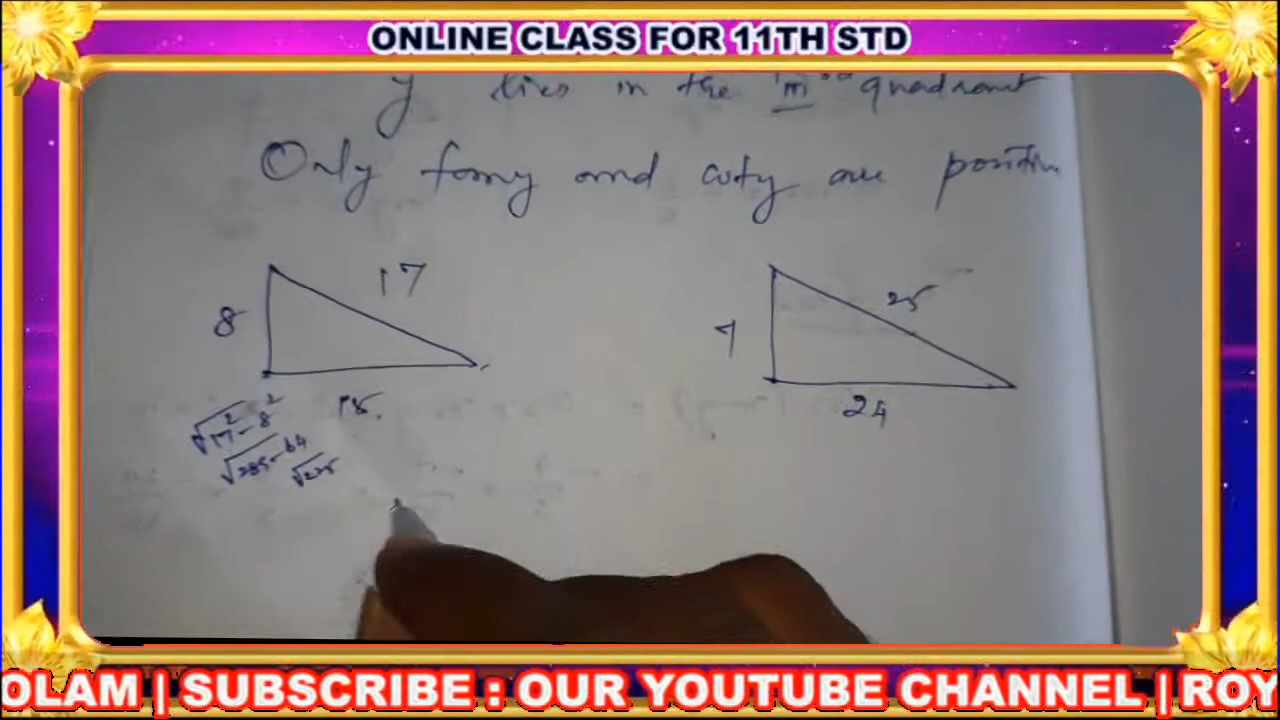 ONLINE CLASS FOR 11TH STD
y lies in the III quadrant
Only tany and coty are positive
8
17
15.
√17² - 8²
√289 - 64
√225
7
25
24
OLAM | SUBSCRIBE : OUR YOUTUBE CHANNEL | ROY